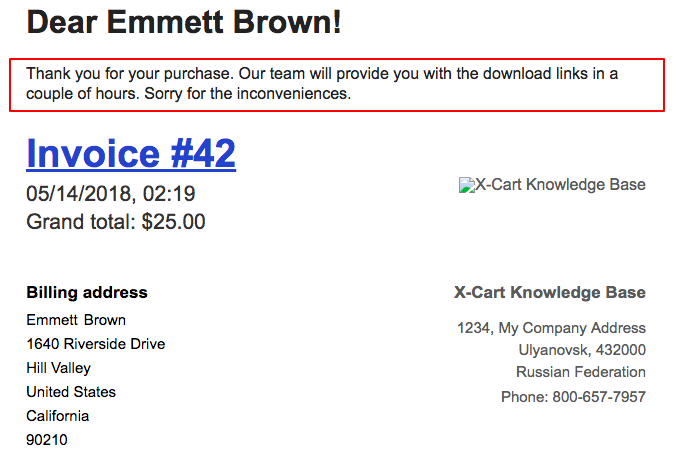 Dear Emmett Brown!
Thank you for your purchase. Our team will provide you with the download links in a
couple of hours. Sorry for the inconveniences.
Invoice #42
05/14/2018, 02:19
Grand total: $25.00
X-Cart Knowledge Base
Billing address
Emmett Brown
1640 Riverside Drive
Hill Valley
United States
California
90210
X-Cart Knowledge Base
1234, My Company Address
Ulyanovsk, 432000
Russian Federation
Phone: 800-657-7957